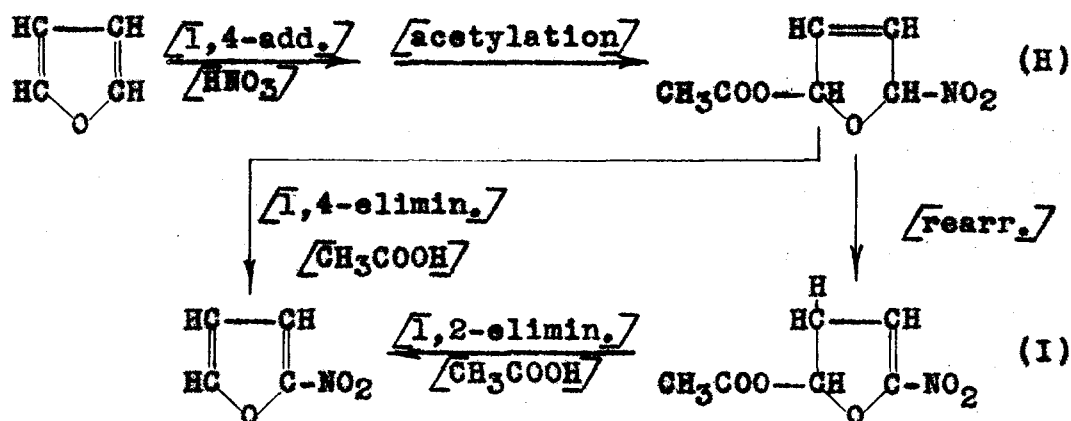 HC CH [1,4-add.] [acetylation] HC CH (H)
[HNO3]
HC CH CH3COO-CH CH-NO2
O O
[1,4-elimin.] [rearr.]
[CH3COOH]
H
HC CH [1,2-elimin.] HC CH (I)
HC C-NO2 [CH3COOH] CH3COO-CH C-NO2
O O